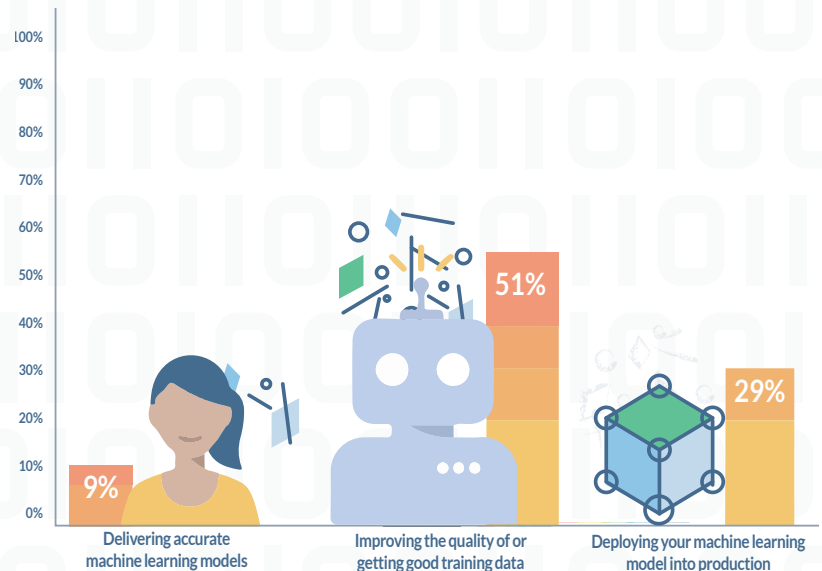 100%
90%
80%
70%
60%
50%
40%
30%
20%
10%
0%
51%
29%
9%
Delivering accurate
machine learning models
Improving the quality of or
getting good training data
Deploying your machine learning
model into production